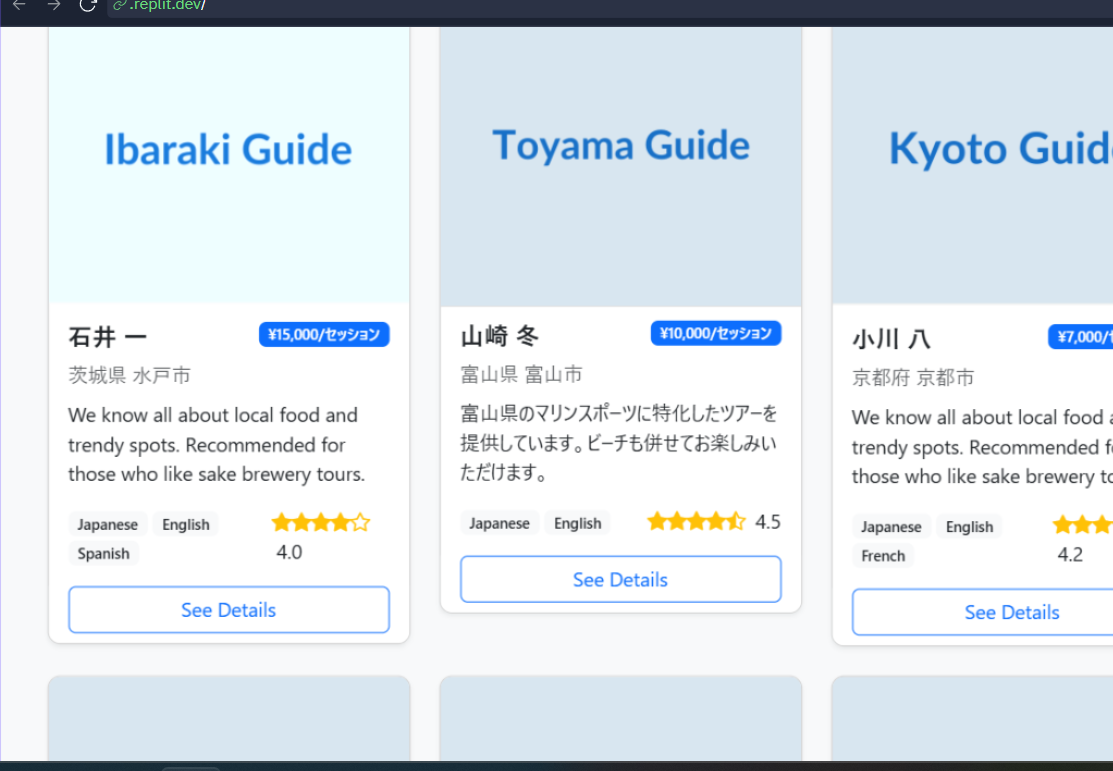 .replit.dev/
Ibaraki Guide
石井 一
¥15,000/セッション
茨城県 水戸市
We know all about local food and
trendy spots. Recommended for
those who like sake brewery tours.
Japanese
English
Spanish
4.0
See Details
Toyama Guide
山崎 冬
¥10,000/セッション
富山県 富山市
富山県のマリンスポーツに特化したツアーを
提供しています。ビーチも併せてお楽しみい
ただけます。
Japanese
English
4.5
See Details
Kyoto Guid
小川 八
¥7,000/
京都府 京都市
We know all about local food
trendy spots. Recommended
those who like sake brewery
Japanese
English
French
4.2
See Details